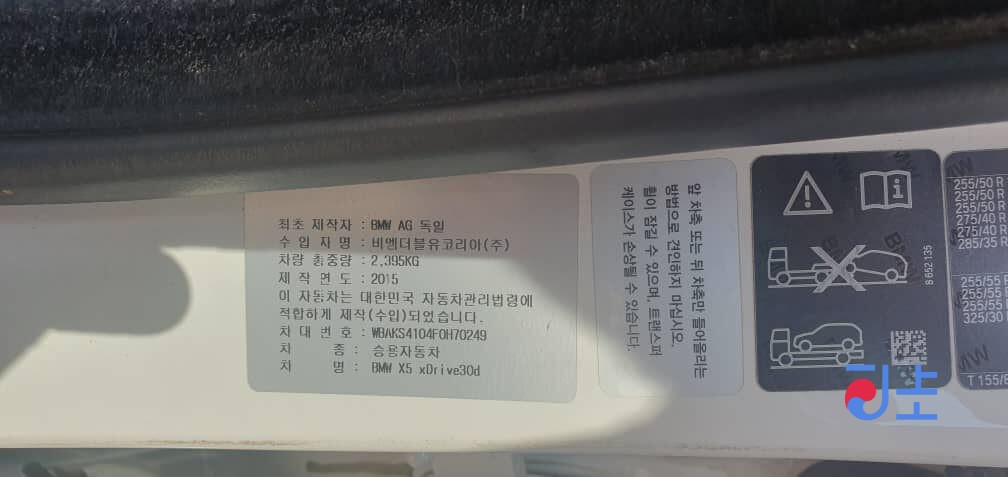 최초 제작자 : BMW AG 독일
수 입 자 명 : 비엠더블유코리아(주)
차량 총중량 : 2,395KG
제 작 연 도 : 2015
이 자동차는 대한민국 자동차관리법령에
적합하게 제작(수입)되었습니다.
차 대 번 호 : WBAKS4104F0H70249
차 종 : 승용자동차
차 명 : BMW X5 xDrive30d
앞 차축 또는 뒤 차축만 들어올리는
방법으로 견인하지 마십시오.
휠이 잠길 수 있으며, 트랜스퍼
케이스가 손상될 수 있습니다.
8 652 135
255/50 R
255/50 R
255/50 R
275/40 R
275/40 R
285/35 R
255/55 F
255/55
255/55
325/30
T 155/